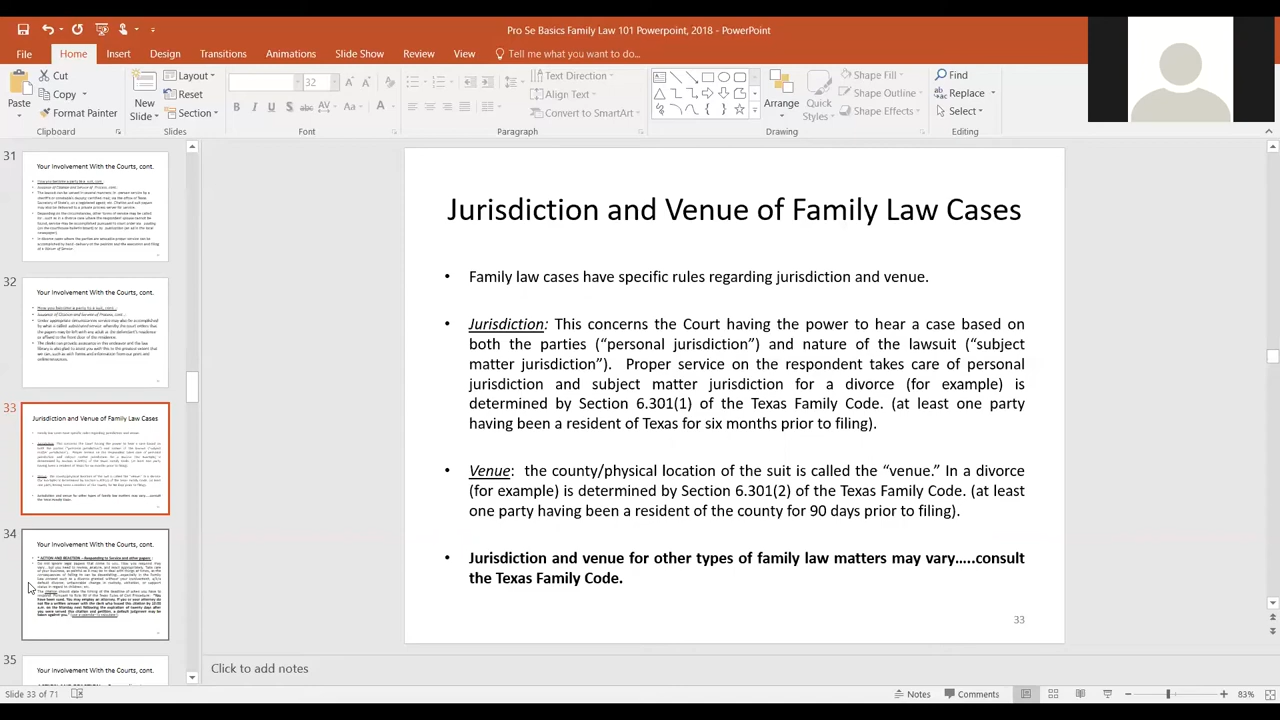 Pro Se Basics Family Law 101 Powerpoint, 2018 - PowerPoint
File Home Insert Design Transitions Animations Slide Show Review View Tell me what you want to do...
Paste
Cut
Copy
Format Painter
Clipboard
New
Slide
Layout
Reset
Section
Slides
32
Font
Text Direction
Align Text
Convert to SmartArt
Paragraph
Arrange
Quick
Styles
Shape Fill
Shape Outline
Shape Effects
Drawing
Find
Replace
Select
Editing
31
Your Involvement With the Courts, cont.
32
Your Involvement With the Courts, cont.
33
Jurisdiction and Venue of Family Law Cases
34
Your Involvement With the Courts, cont.
35
Your Involvement With the Courts, cont.
Jurisdiction and Venue of Family Law Cases
• Family law cases have specific rules regarding jurisdiction and venue.
• Jurisdiction: This concerns the Court having the power to hear a case based on
both the parties (“personal jurisdiction”) and nature of the lawsuit (“subject
matter jurisdiction”). Proper service on the respondent takes care of personal
jurisdiction and subject matter jurisdiction for a divorce (for example) is
determined by Section 6.301(1) of the Texas Family Code. (at least one party
having been a resident of Texas for six months prior to filing).
• Venue: the county/physical location of the suit is called the “venue”. In a divorce
(for example) is determined by Section 6.301(2) of the Texas Family Code. (at least
one party having been a resident of the county for 90 days prior to filing).
• Jurisdiction and venue for other types of family law matters may vary.....consult
the Texas Family Code.
33
Click to add notes
Slide 33 of 71
Notes
Comments
83%